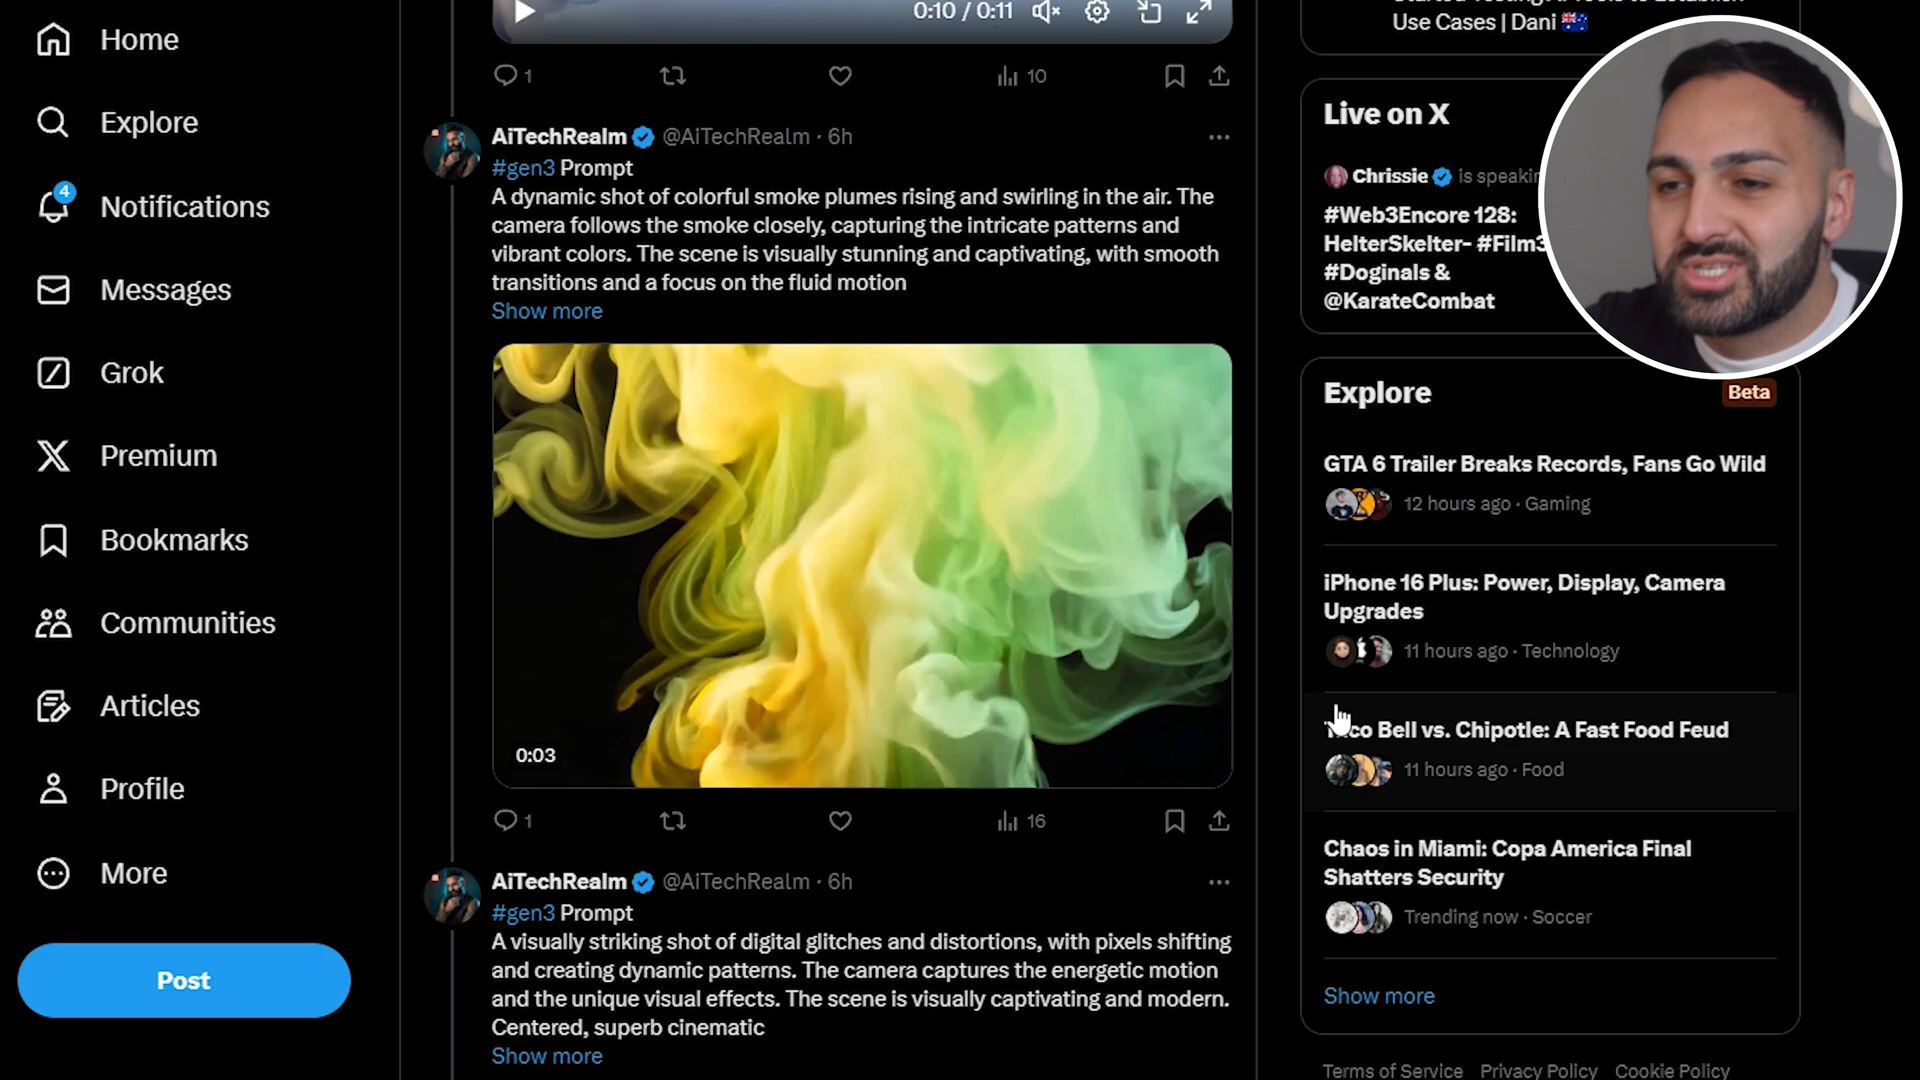 Home
Explore
4
Notifications
Messages
Grok
Premium
Bookmarks
Communities
Articles
Profile
More
Post
0:10 / 0:11
1
10
AiTechRealm @AiTechRealm · 6h
#gen3 Prompt
A dynamic shot of colorful smoke plumes rising and swirling in the air. The
camera follows the smoke closely, capturing the intricate patterns and
vibrant colors. The scene is visually stunning and captivating, with smooth
transitions and a focus on the fluid motion
Show more
0:03
1
16
AiTechRealm @AiTechRealm · 6h
#gen3 Prompt
A visually striking shot of digital glitches and distortions, with pixels shifting
and creating dynamic patterns. The camera captures the energetic motion
and the unique visual effects. The scene is visually captivating and modern.
Centered, superb cinematic
Show more
Use Cases | Dani
Live on X
Chrissie is
#Web3Encore 128:
HelterSkelter- #Film3
#Doginals &
@KarateCombat
Explore
Beta
GTA 6 Trailer Breaks Records, Fans Go Wild
12 hours ago · Gaming
iPhone 16 Plus: Power, Display, Camera
Upgrades
11 hours ago · Technology
Bell vs. Chipotle: A Fast Food Feud
11 hours ago · Food
Chaos in Miami: Copa America Final
Shatters Security
Trending now · Soccer
Show more
Terms of Service Privacy Policy Cookie Policy